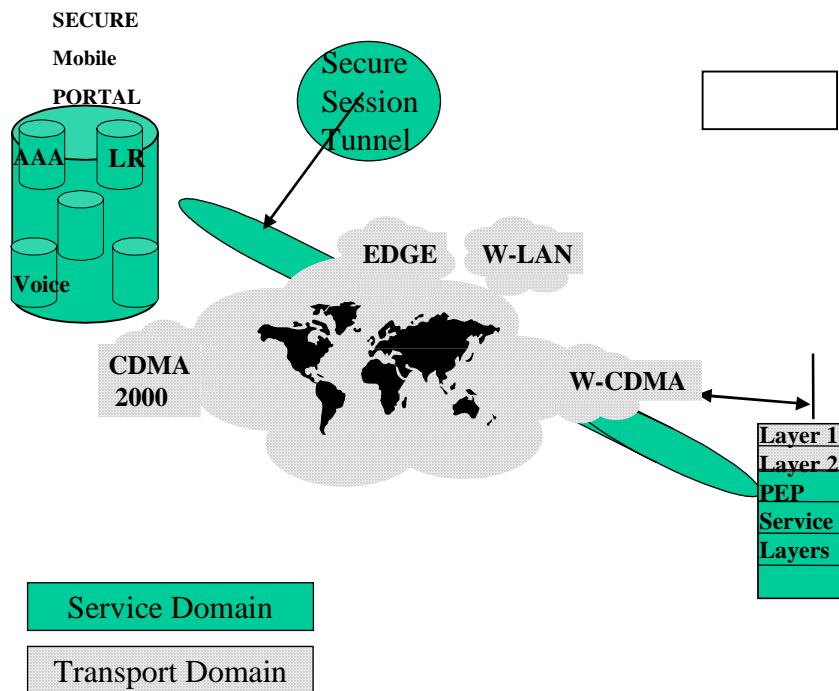 SECURE
Mobile
PORTAL
Secure
Session
Tunnel
AAA
LR
EDGE
W-LAN
Voice
CDMA
2000
W-CDMA
Layer 1
Layer 2
PEP
Service
Layers
Service Domain
Transport Domain